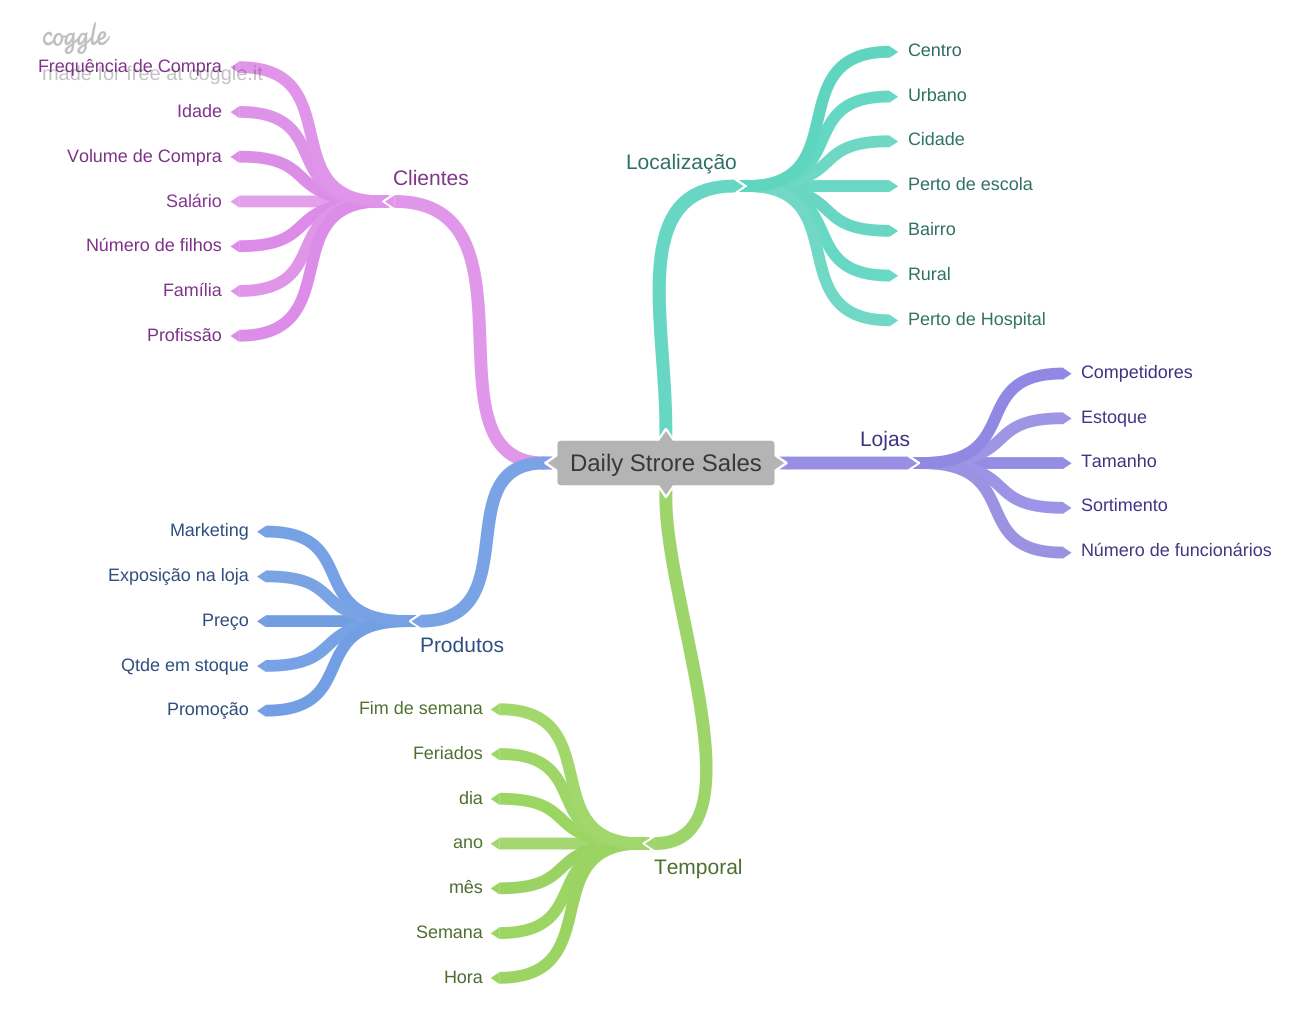 coggle
made for free at coggle.it
Frequência de Compra
Idade
Volume de Compra
Salário
Número de filhos
Família
Profissão
Clientes
Localização
Centro
Urbano
Cidade
Perto de escola
Bairro
Rural
Perto de Hospital
Daily Strore Sales
Lojas
Competidores
Estoque
Tamanho
Sortimento
Número de funcionários
Marketing
Exposição na loja
Preço
Qtde em stoque
Promoção
Produtos
Fim de semana
Feriados
dia
ano
mês
Semana
Hora
Temporal